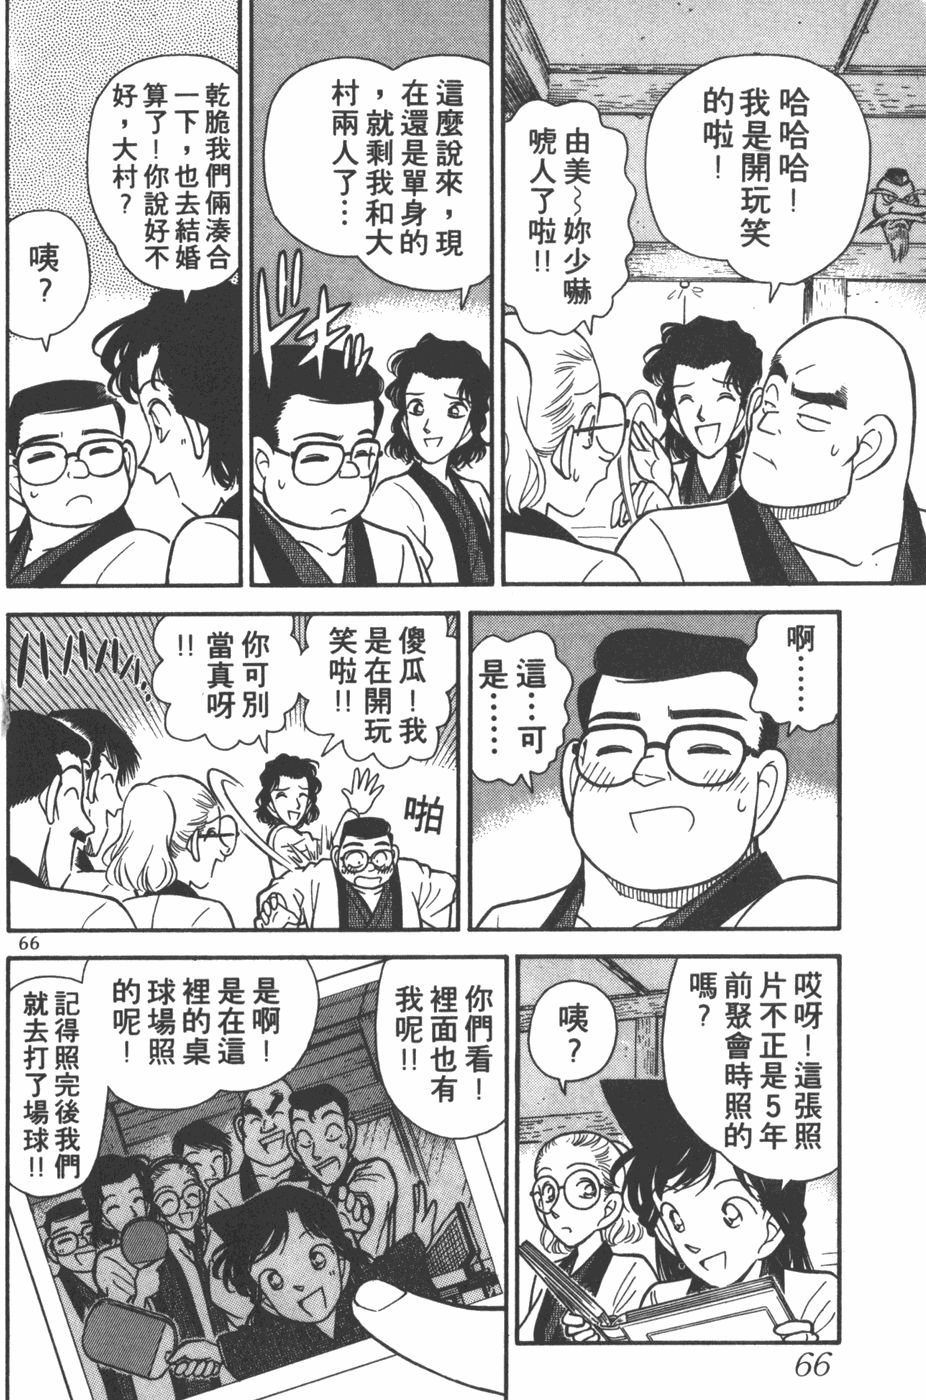 哈哈哈！
我是開玩笑
的啦！
由美～妳少嚇
唬人了啦!!
這麼說來，現
在還是單身的
，就剩我和大
村兩人了…
ドキッ
乾脆我們倆湊合
一下，也去結婚
算了！你說好不
好，大村？
咦？
啊……
這…可
是……
傻瓜！我
是在開玩
笑啦!!
你可別
當真呀
!!
啪
66
哎呀！這張照
片不正是5年
前聚會時照的
嗎？
咦？
你們看！
裡面也有
我呢!!
是啊！
是在這
裡的桌
球場照
的呢！
記得照完後我們
就去打了場球!!
66